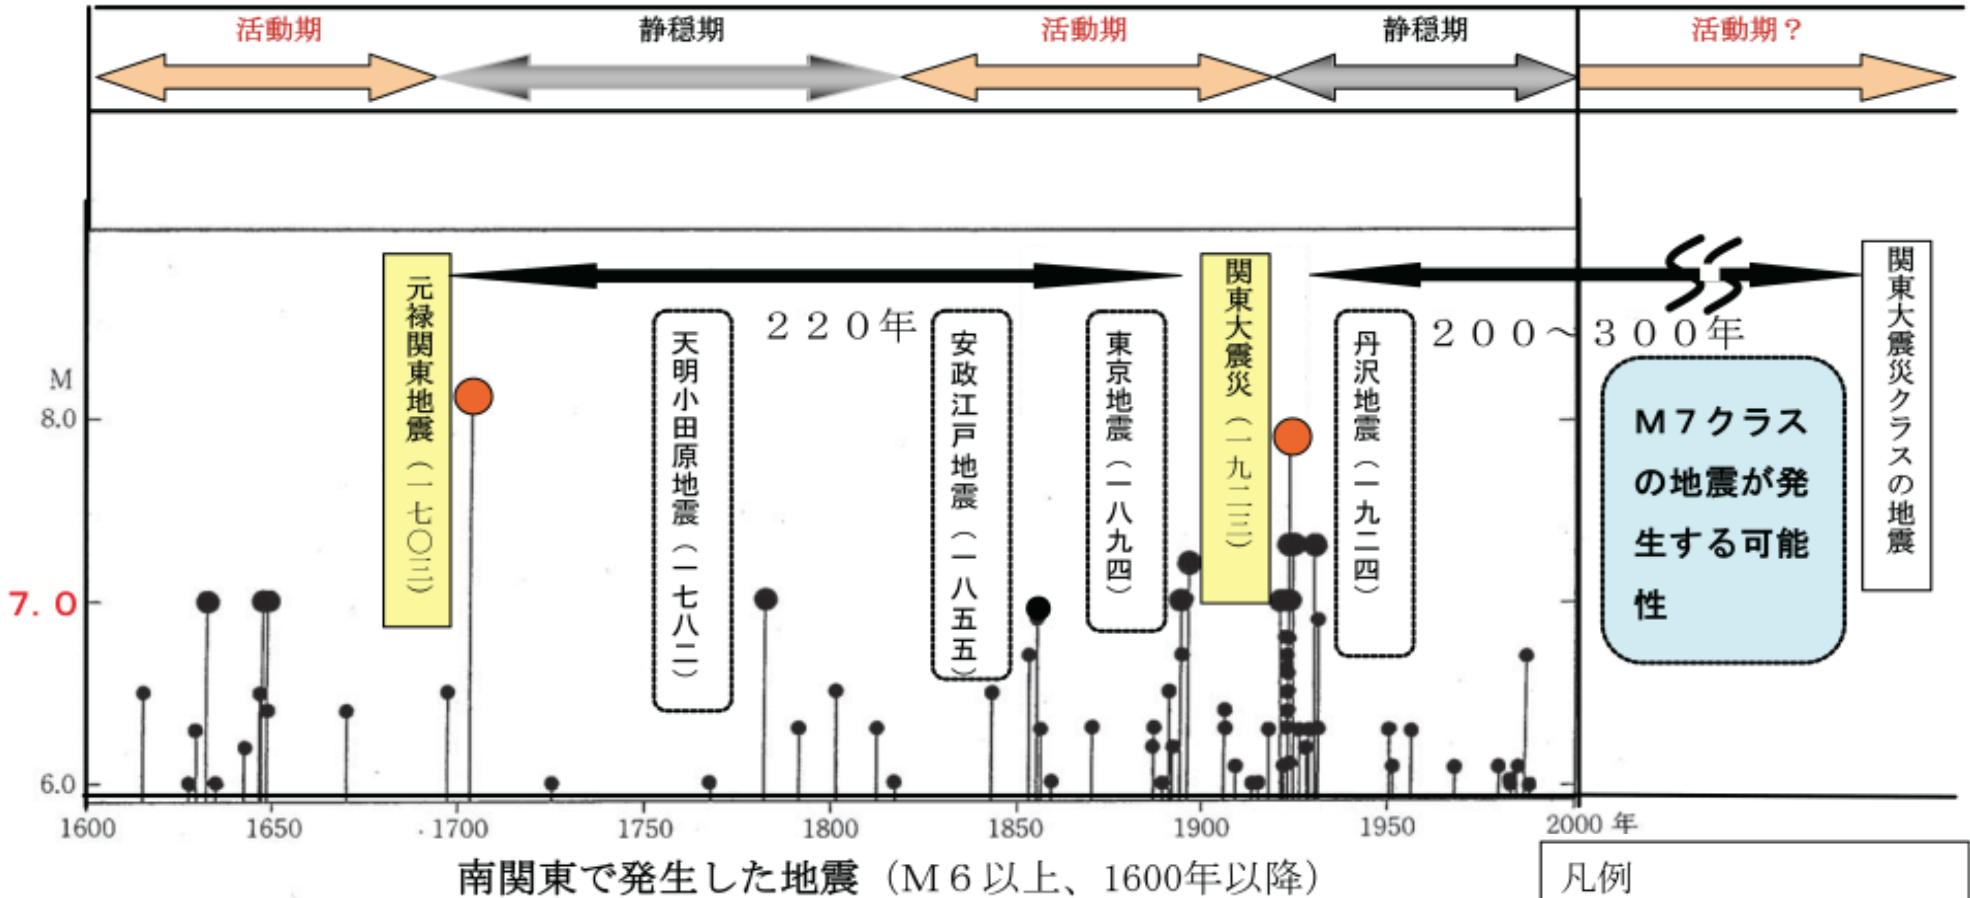 活動期
静穏期
活動期
静穏期
活動期？
元禄関東地震（一七〇三）
２２０年
関東大震災（一九二三）
２００～３００年
関東大震災クラスの地震
天明小田原地震（一七八二）
安政江戸地震（一八五五）
東京地震（一八九四）
丹沢地震（一九二四）
Ｍ７クラス
の地震が発
生する可能
性
M
8.0
７．０
6.0
1600
1650
1700
1750
1800
1850
1900
1950
2000 年
南関東で発生した地震（Ｍ６以上、1600年以降）
凡例